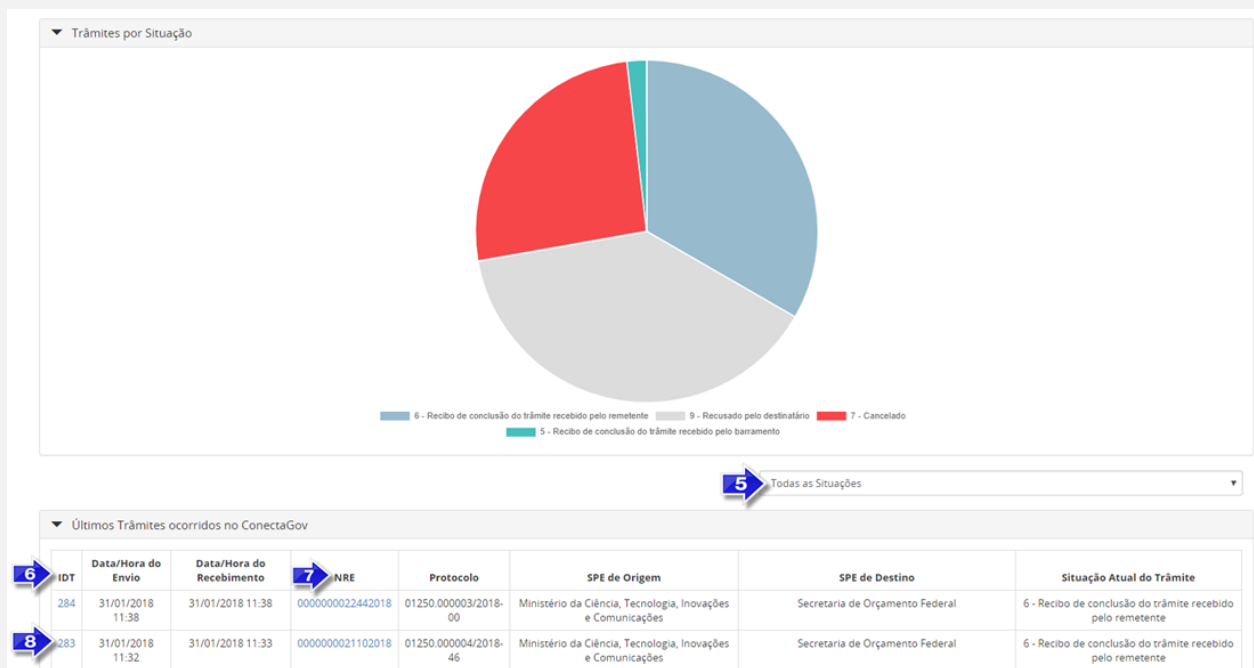 Trâmites por Situação
6 - Recibo de conclusão do trâmite recebido pelo remetente 9 - Recusado pelo destinatário 7 - Cancelado
5 - Recibo de conclusão do trâmite recebido pelo barramento
5 Todas as Situações
Últimos Trâmites ocorridos no ConectaGov
6 IDT Data/Hora do Envio Data/Hora do Recebimento 7 NRE Protocolo SPE de Origem SPE de Destino Situação Atual do Trâmite
284 31/01/2018 11:38 31/01/2018 11:38 0000000022442018 01250.000003/2018-00 Ministério da Ciência, Tecnologia, Inovações e Comunicações Secretaria de Orçamento Federal 6 - Recibo de conclusão do trâmite recebido pelo remetente
8 283 31/01/2018 11:32 31/01/2018 11:33 0000000021102018 01250.000004/2018-46 Ministério da Ciência, Tecnologia, Inovações e Comunicações Secretaria de Orçamento Federal 6 - Recibo de conclusão do trâmite recebido pelo remetente